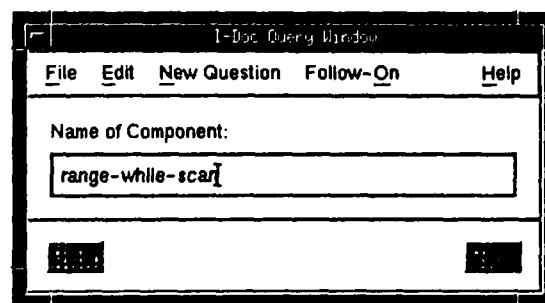 I-Doc Query Window
File Edit New Question Follow-On Help
Name of Component:
range-while-scan